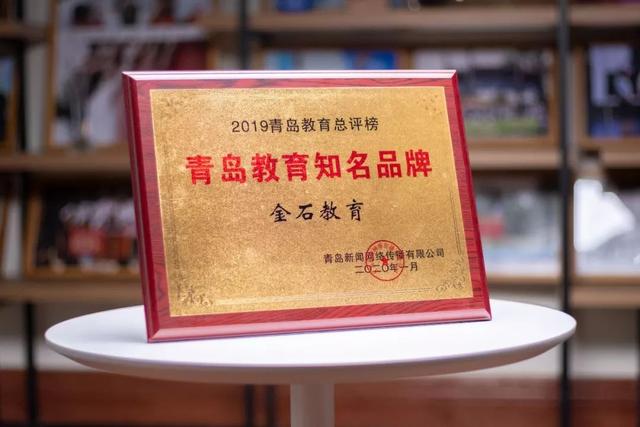 2019青岛教育总评榜
青岛教育知名品牌
金石教育
青岛新闻网络传播有限公司
二〇二〇年一月